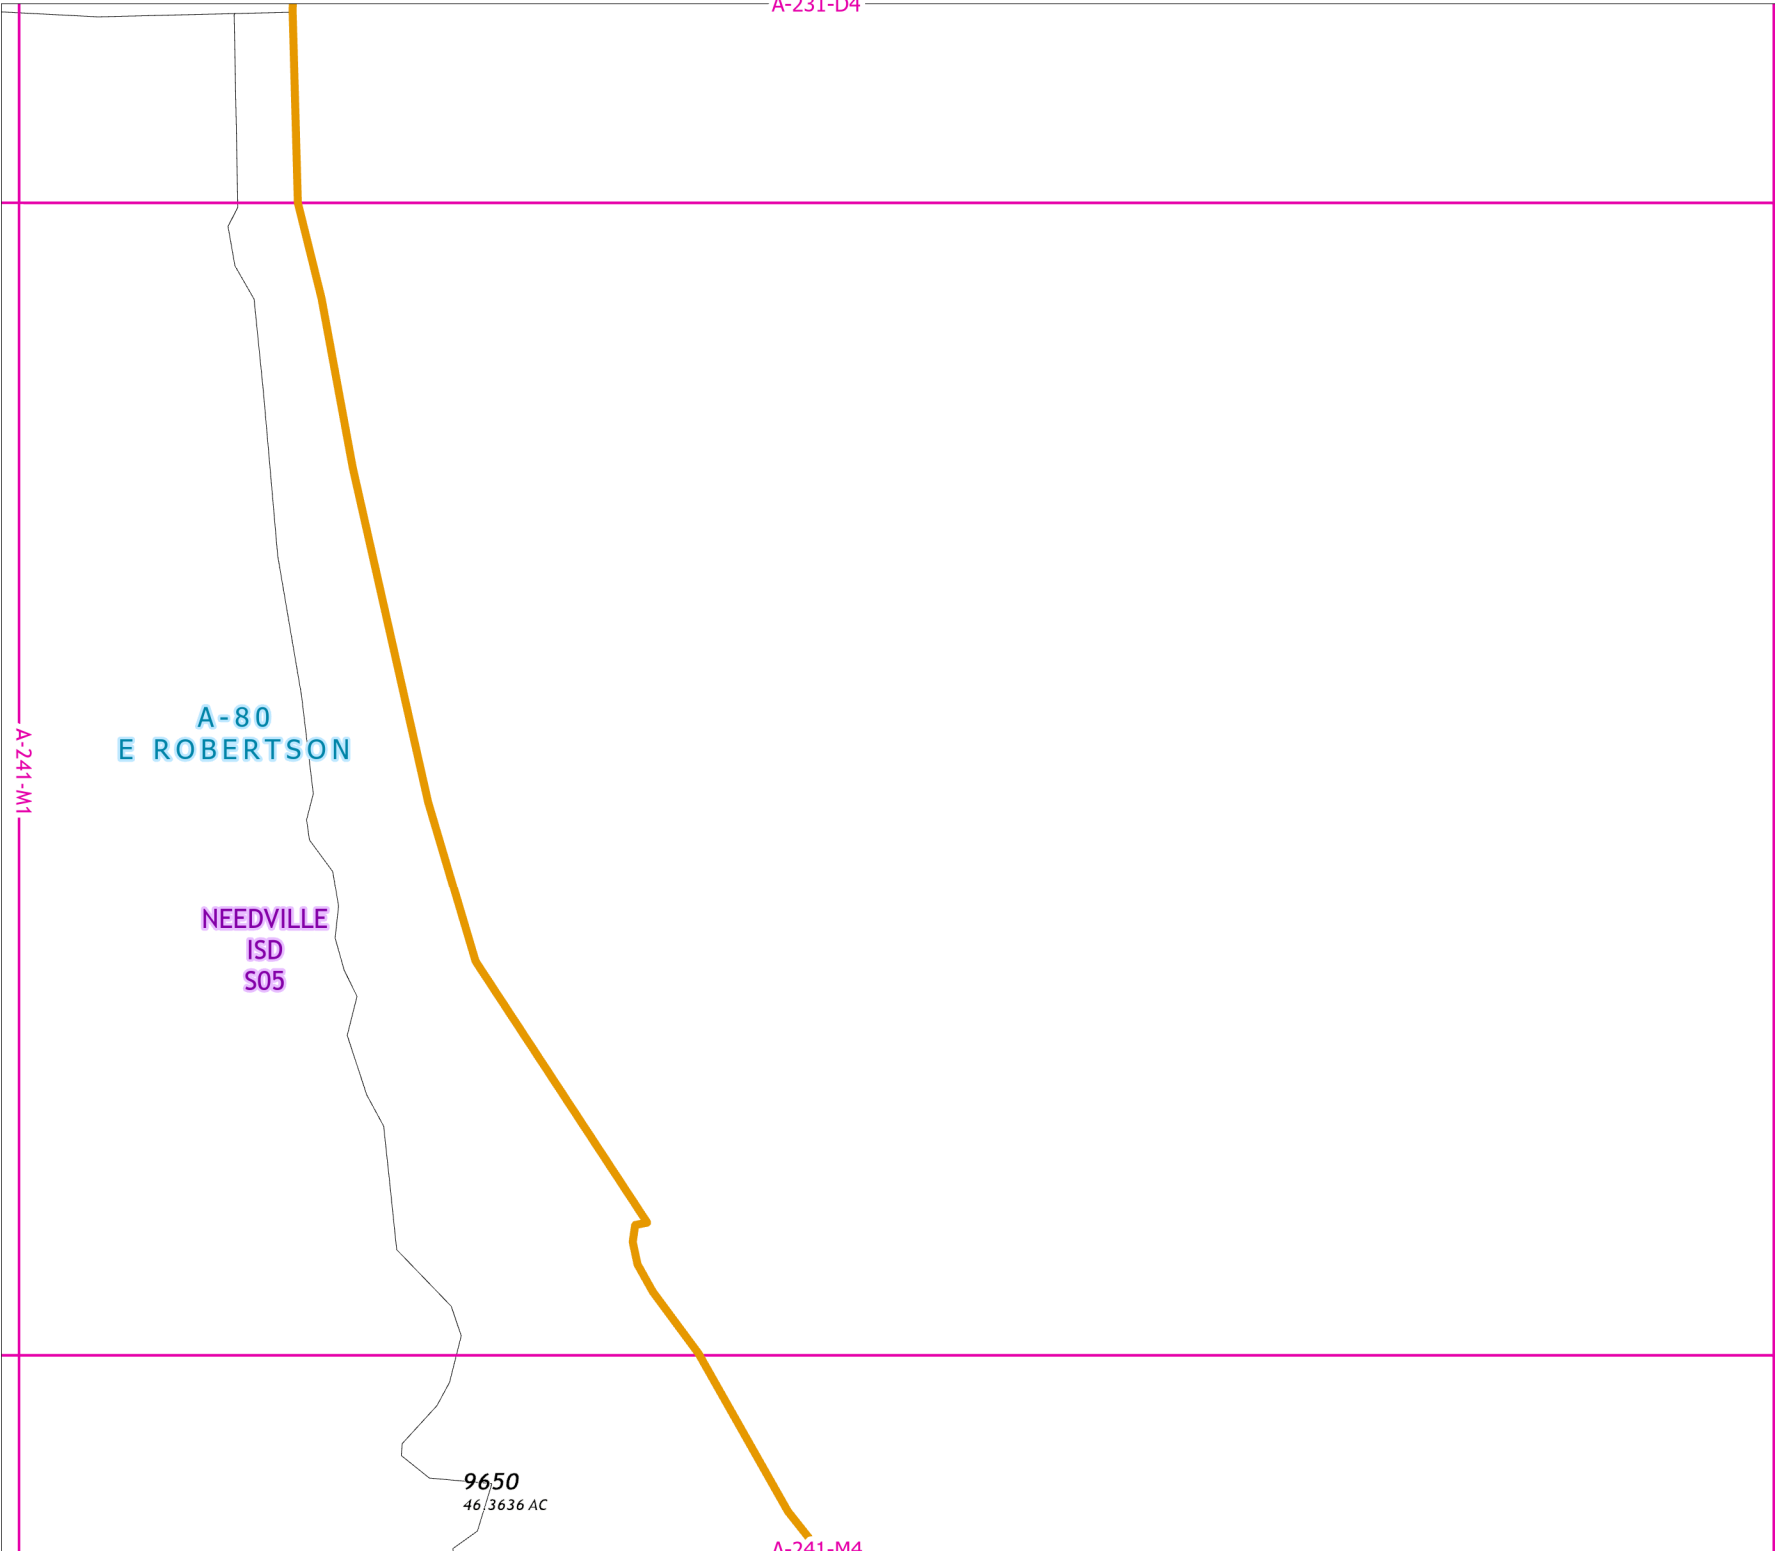 A-231-D4
A-80
E ROBERTSON
A-241-M1
NEEDVILLE
ISD
S05
9650
46.3636 AC
A-241-M4